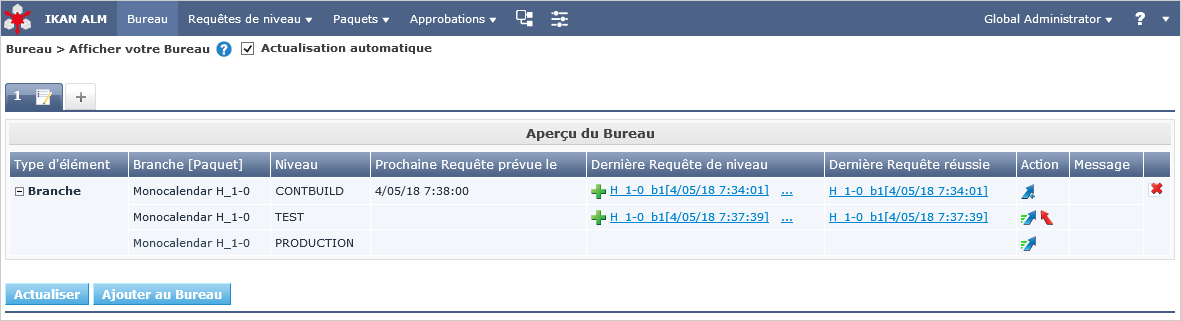 IKAN ALM Bureau Requêtes de niveau Paquets Approbations Global Administrator ?
Bureau > Afficher votre Bureau ? Actualisation automatique
1 +
Aperçu du Bureau
Type d'élément Branche [Paquet] Niveau Prochaine Requête prévue le Dernière Requête de niveau Dernière Requête réussie Action Message
Branche Monocalendar H_1-0 CONTBUILD 4/05/18 7:38:00 H_1-0_b1[4/05/18 7:34:01] ... H_1-0_b1[4/05/18 7:34:01]
Monocalendar H_1-0 TEST H_1-0_b1[4/05/18 7:37:39] ... H_1-0_b1[4/05/18 7:37:39]
Monocalendar H_1-0 PRODUCTION
Actualiser Ajouter au Bureau